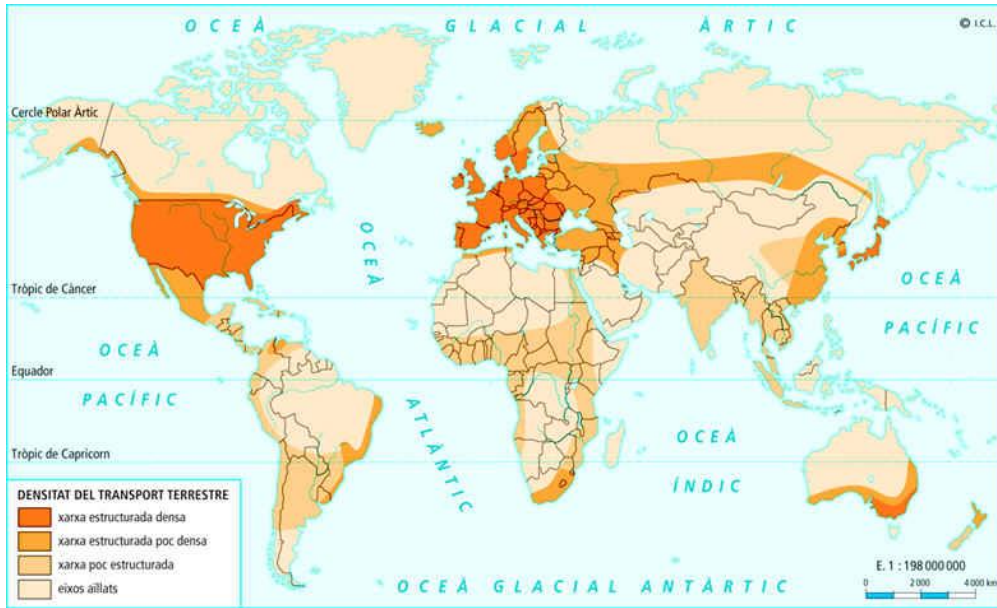 OCEÀ GLACIAL ÀRTIC
© I.C.L.
Cercle Polar Àrtic
OCEÀ
ATLÀNTIC
Tròpic de Càncer
OCEÀ
PACÍFIC
OCEÀ
PACÍFIC
Equador
OCEÀ
ÍNDIC
Tròpic de Capricorn
DENSITAT DEL TRANSPORT TERRESTRE
xarxa estructurada densa
xarxa estructurada poc densa
xarxa poc estructurada
eixos aïllats
E. 1 : 198 000 000
0 2 000 4 000 km
OCEÀ GLACIAL ANTÀRTIC